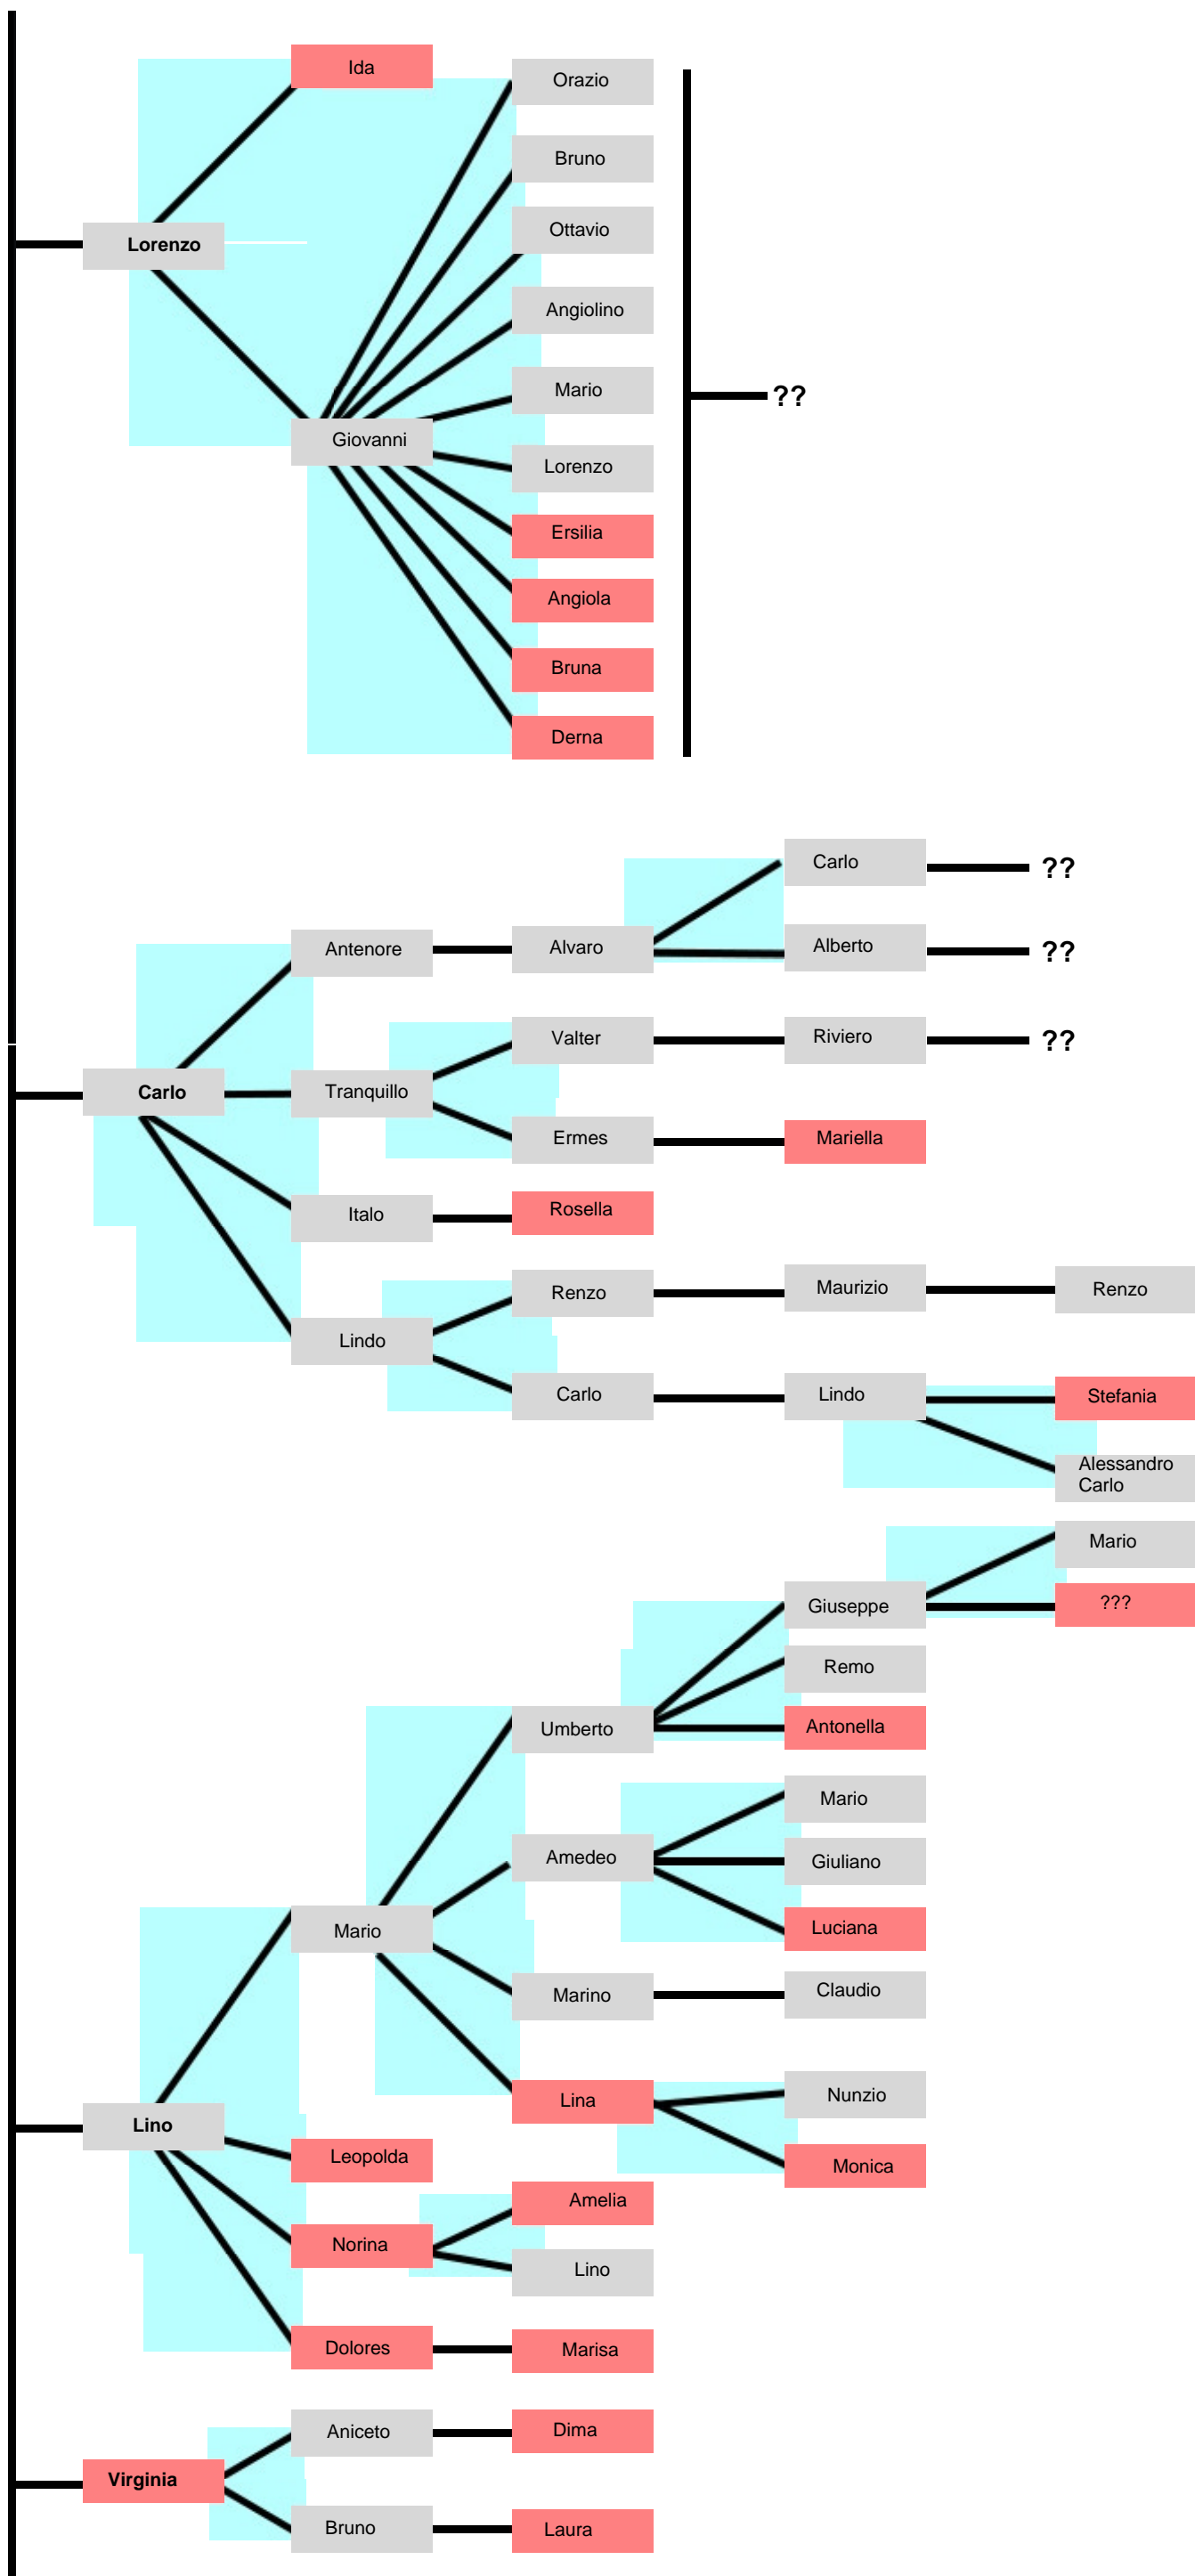 Ida
Orazio
Bruno
Ottavio
Lorenzo
Angiolino
Mario
??
Giovanni
Lorenzo
Ersilia
Angiola
Bruna
Derna
Carlo
??
Antenore
Alvaro
Alberto
??
Valter
Riviero
??
Carlo
Tranquillo
Ermes
Mariella
Italo
Rosella
Renzo
Maurizio
Renzo
Lindo
Carlo
Lindo
Stefania
Alessandro
Carlo
Mario
Giuseppe
???
Remo
Umberto
Antonella
Mario
Amedeo
Giuliano
Mario
Luciana
Marino
Claudio
Lina
Nunzio
Lino
Leopolda
Monica
Amelia
Norina
Lino
Dolores
Marisa
Aniceto
Dima
Virginia
Bruno
Laura